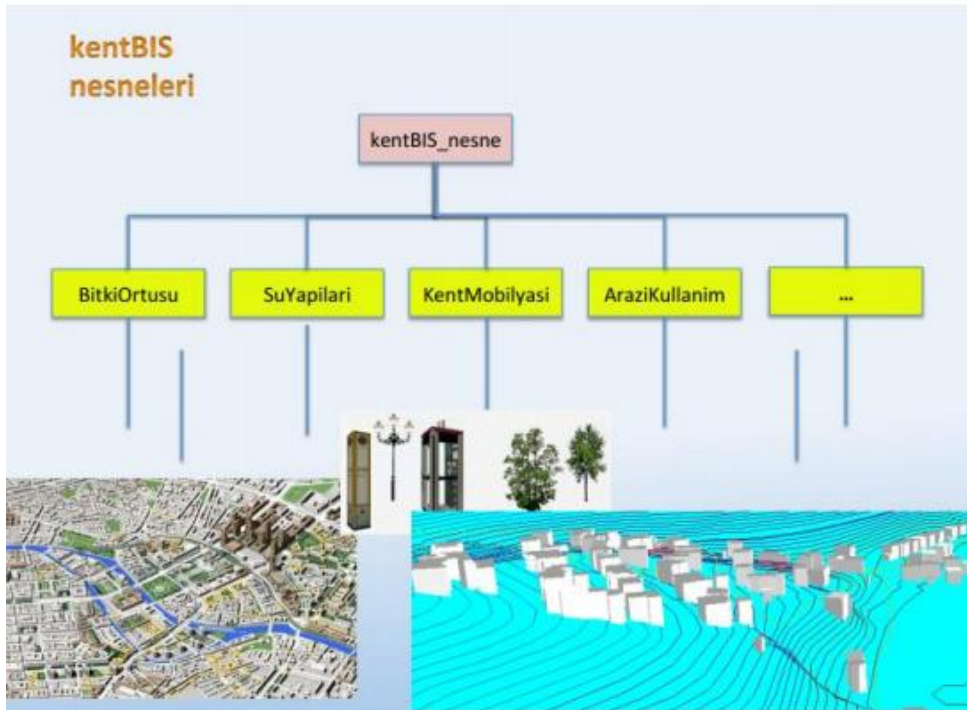 kentBIS
nesneleri
kentBIS_nesne
BitkiOrtusu
SuYapilari
KentMobilyasi
AraziKullanim
...